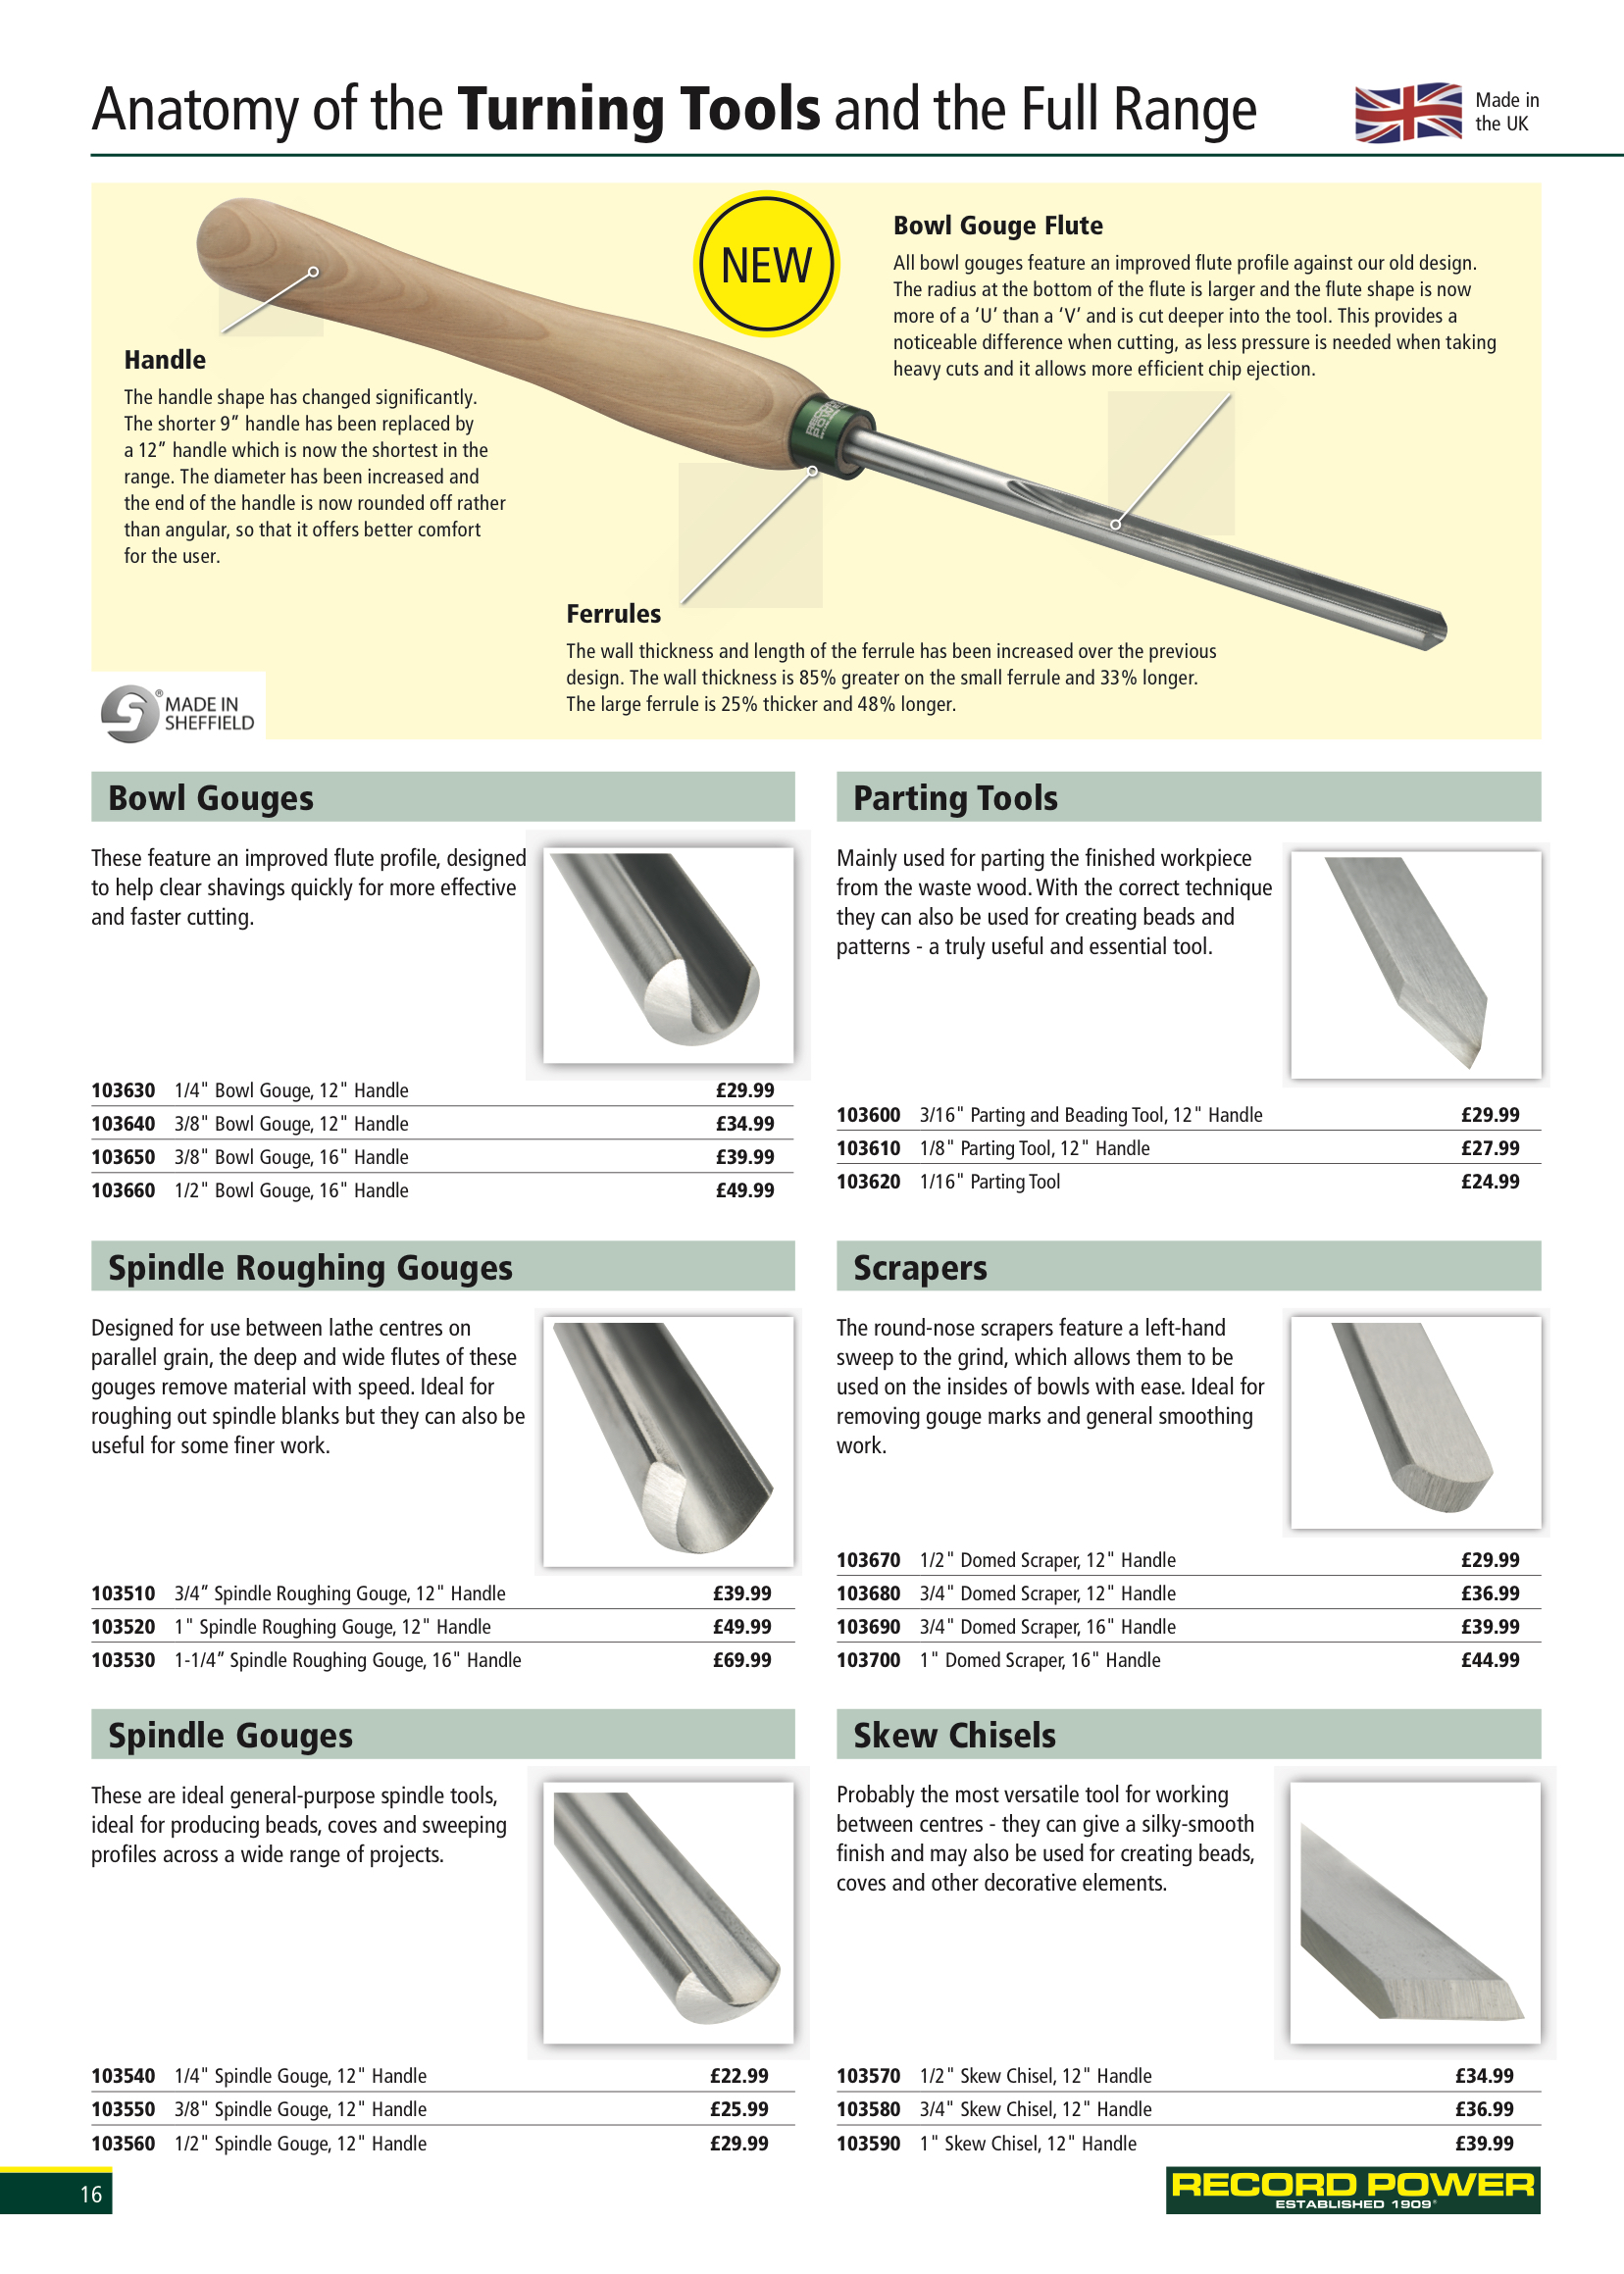 Anatomy of the Turning Tools and the Full Range
Made in
the UK
NEW
Bowl Gouge Flute
All bowl gouges feature an improved flute profile against our old design.
The radius at the bottom of the flute is larger and the flute shape is now
more of a ‘U’ than a ‘V’ and is cut deeper into the tool. This provides a
noticeable difference when cutting, as less pressure is needed when taking
heavy cuts and it allows more efficient chip ejection.
Handle
The handle shape has changed significantly.
The shorter 9” handle has been replaced by
a 12” handle which is now the shortest in the
range. The diameter has been increased and
the end of the handle is now rounded off rather
than angular, so that it offers better comfort
for the user.
RECORD
POWER
Ferrules
The wall thickness and length of the ferrule has been increased over the previous
design. The wall thickness is 85% greater on the small ferrule and 33% longer.
The large ferrule is 25% thicker and 48% longer.
® MADE IN
SHEFFIELD
Bowl Gouges
These feature an improved flute profile, designed
to help clear shavings quickly for more effective
and faster cutting.
103630 1/4" Bowl Gouge, 12" Handle £29.99
103640 3/8" Bowl Gouge, 12" Handle £34.99
103650 3/8" Bowl Gouge, 16" Handle £39.99
103660 1/2" Bowl Gouge, 16" Handle £49.99
Parting Tools
Mainly used for parting the finished workpiece
from the waste wood. With the correct technique
they can also be used for creating beads and
patterns - a truly useful and essential tool.
103600 3/16" Parting and Beading Tool, 12" Handle £29.99
103610 1/8" Parting Tool, 12" Handle £27.99
103620 1/16" Parting Tool £24.99
Spindle Roughing Gouges
Designed for use between lathe centres on
parallel grain, the deep and wide flutes of these
gouges remove material with speed. Ideal for
roughing out spindle blanks but they can also be
useful for some finer work.
103510 3/4” Spindle Roughing Gouge, 12" Handle £39.99
103520 1" Spindle Roughing Gouge, 12" Handle £49.99
103530 1-1/4” Spindle Roughing Gouge, 16" Handle £69.99
Scrapers
The round-nose scrapers feature a left-hand
sweep to the grind, which allows them to be
used on the insides of bowls with ease. Ideal for
removing gouge marks and general smoothing
work.
103670 1/2" Domed Scraper, 12" Handle £29.99
103680 3/4" Domed Scraper, 12" Handle £36.99
103690 3/4" Domed Scraper, 16" Handle £39.99
103700 1" Domed Scraper, 16" Handle £44.99
Spindle Gouges
These are ideal general-purpose spindle tools,
ideal for producing beads, coves and sweeping
profiles across a wide range of projects.
103540 1/4" Spindle Gouge, 12" Handle £22.99
103550 3/8" Spindle Gouge, 12" Handle £25.99
103560 1/2" Spindle Gouge, 12" Handle £29.99
Skew Chisels
Probably the most versatile tool for working
between centres - they can give a silky-smooth
finish and may also be used for creating beads,
coves and other decorative elements.
103570 1/2" Skew Chisel, 12" Handle £34.99
103580 3/4" Skew Chisel, 12" Handle £36.99
103590 1" Skew Chisel, 12" Handle £39.99
16
RECORD POWER
ESTABLISHED 1909®